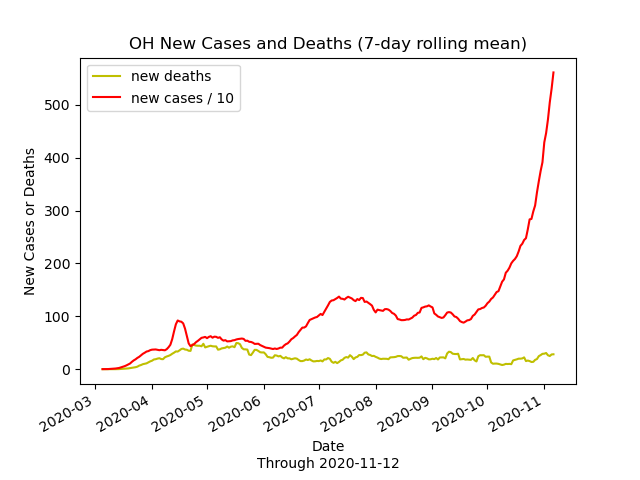 OH New Cases and Deaths (7-day rolling mean)
new deaths
new cases / 10
New Cases or Deaths
500
400
300
200
100
0
2020-03
2020-04
2020-05
2020-06
2020-07
2020-08
2020-09
2020-10
2020-11
Date
Through 2020-11-12